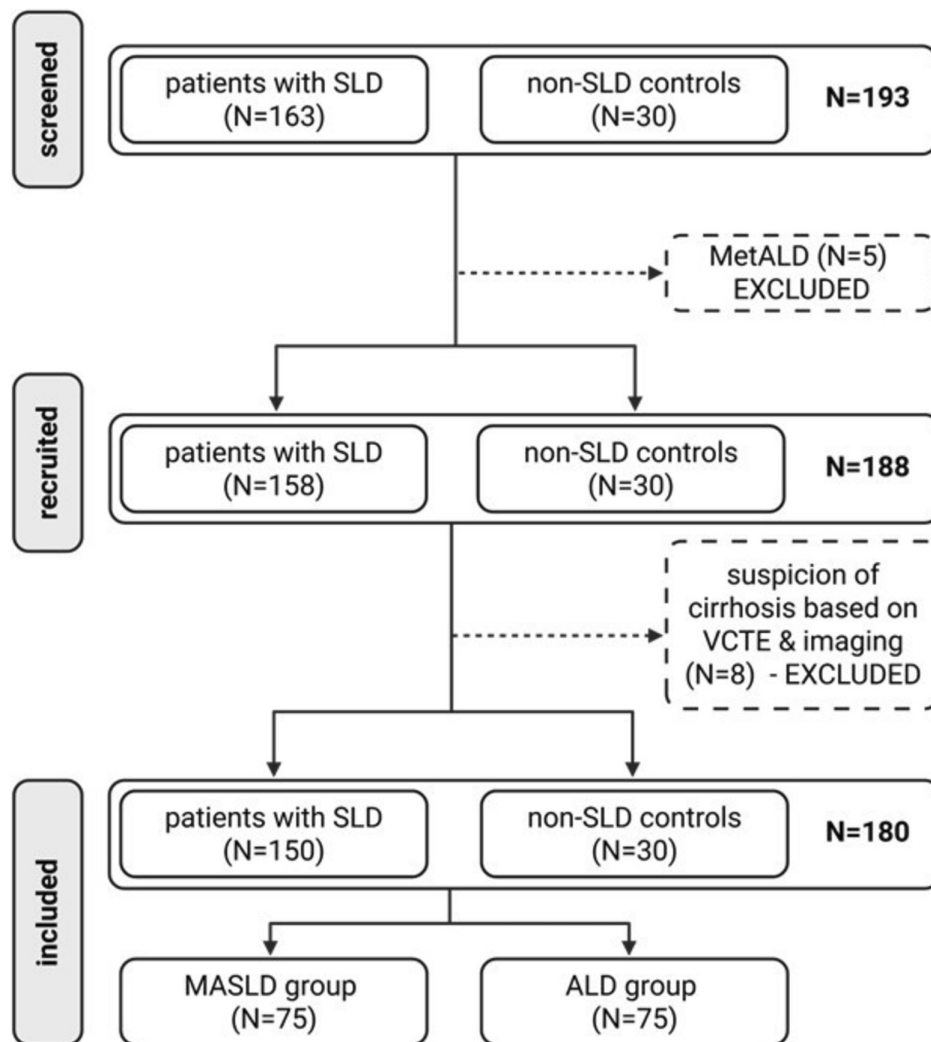 screened
patients with SLD
(N=163)
non-SLD controls
(N=30)
N=193
MetALD (N=5)
EXCLUDED
recruited
patients with SLD
(N=158)
non-SLD controls
(N=30)
N=188
suspicion of
cirrhosis based on
VCTE & imaging
(N=8) - EXCLUDED
included
patients with SLD
(N=150)
non-SLD controls
(N=30)
N=180
MASLD group
(N=75)
ALD group
(N=75)